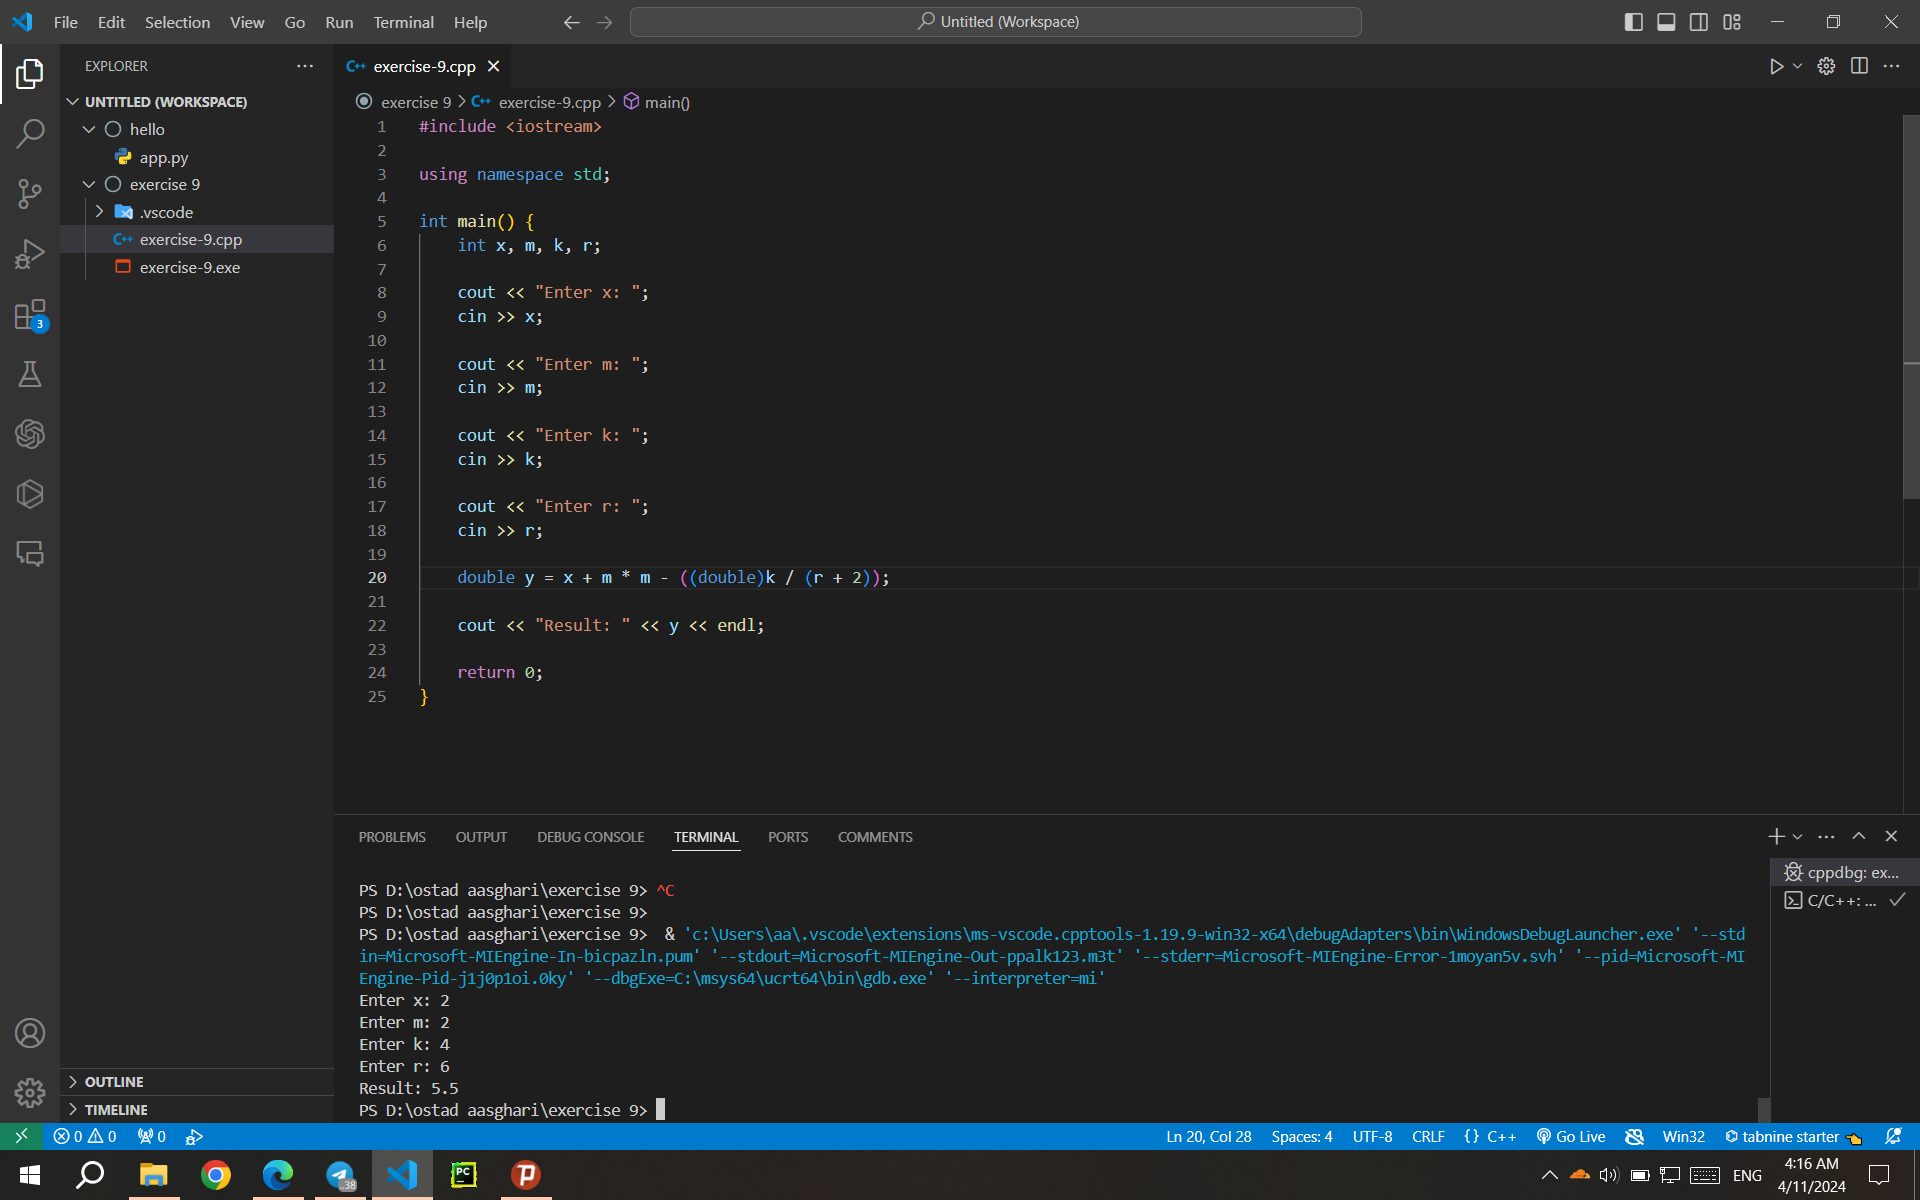 File Edit Selection View Go Run Terminal Help
Untitled (Workspace)
EXPLORER
UNTITLED (WORKSPACE)
hello
app.py
exercise 9
.vscode
exercise-9.cpp
exercise-9.exe
OUTLINE
TIMELINE
3
exercise-9.cpp
exercise 9 > exercise-9.cpp > main()
1 #include <iostream>
2
3 using namespace std;
4
5 int main() {
6 int x, m, k, r;
7
8 cout << "Enter x: ";
9 cin >> x;
10
11 cout << "Enter m: ";
12 cin >> m;
13
14 cout << "Enter k: ";
15 cin >> k;
16
17 cout << "Enter r: ";
18 cin >> r;
19
20 double y = x + m * m - ((double)k / (r + 2));
21
22 cout << "Result: " << y << endl;
23
24 return 0;
25 }
PROBLEMS OUTPUT DEBUG CONSOLE TERMINAL PORTS COMMENTS
PS D:\ostad aasghari\exercise 9> ^C
PS D:\ostad aasghari\exercise 9>
PS D:\ostad aasghari\exercise 9> & 'c:\Users\aa\.vscode\extensions\ms-vscode.cpptools-1.19.9-win32-x64\debugAdapters\bin\WindowsDebugLauncher.exe' '--std
in=Microsoft-MIEngine-In-bicpazln.pum' '--stdout=Microsoft-MIEngine-Out-ppalk123.m3t' '--stderr=Microsoft-MIEngine-Error-1moyan5v.svh' '--pid=Microsoft-MI
Engine-Pid-j1j0p1oi.0ky' '--dbgExe=C:\msys64\ucrt64\bin\gdb.exe' '--interpreter=mi'
Enter x: 2
Enter m: 2
Enter k: 4
Enter r: 6
Result: 5.5
PS D:\ostad aasghari\exercise 9>
cppdbg: ex...
C/C++: ...
0 0 0
Ln 20, Col 28 Spaces: 4 UTF-8 CRLF {} C++ Go Live Win32 tabnine starter
38
PC
ENG
4:16 AM
4/11/2024